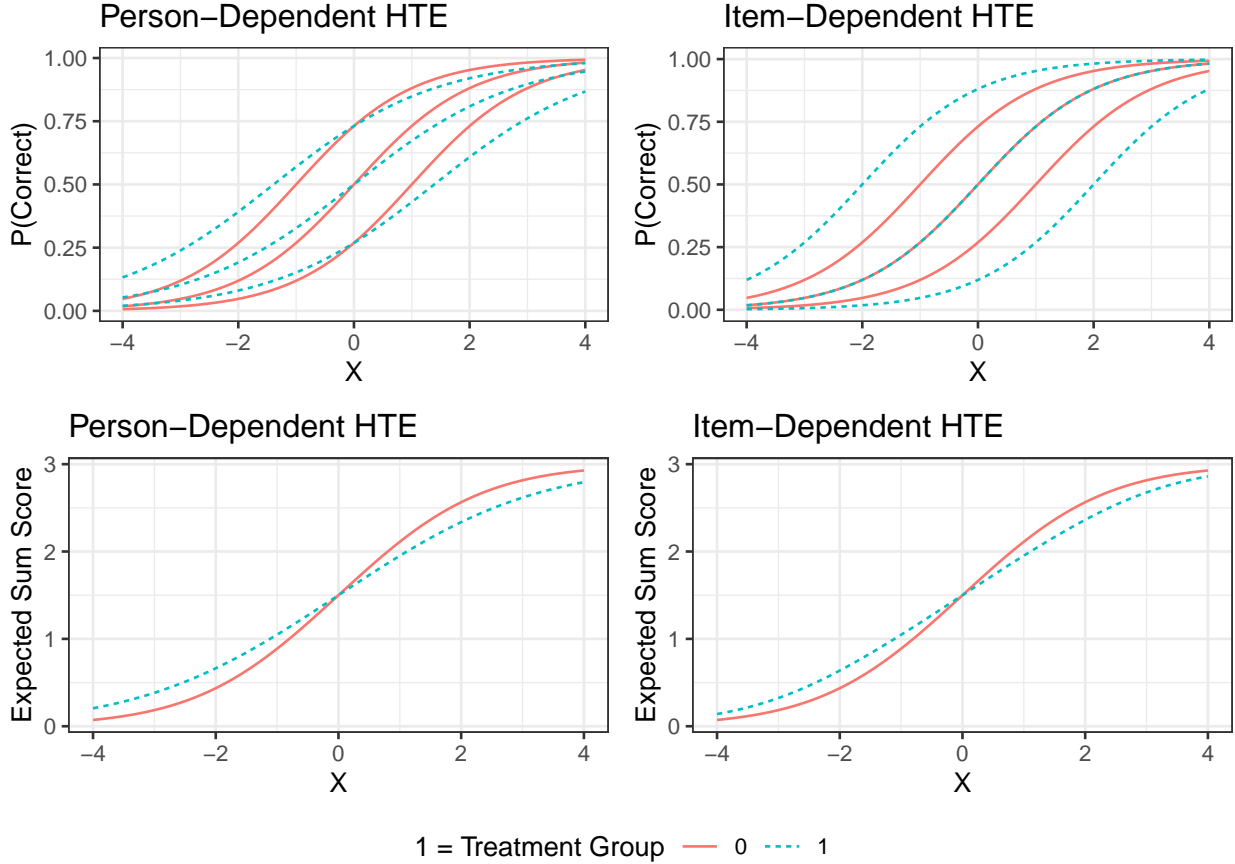 Person−Dependent HTE
Item−Dependent HTE
P(Correct)
1.00
0.75
0.50
0.25
0.00
−4
−2
0
2
4
X
P(Correct)
1.00
0.75
0.50
0.25
0.00
−4
−2
0
2
4
X
Person−Dependent HTE
Item−Dependent HTE
Expected Sum Score
3
2
1
0
−4
−2
0
2
4
X
Expected Sum Score
3
2
1
0
−4
−2
0
2
4
X
1 = Treatment Group 0 1